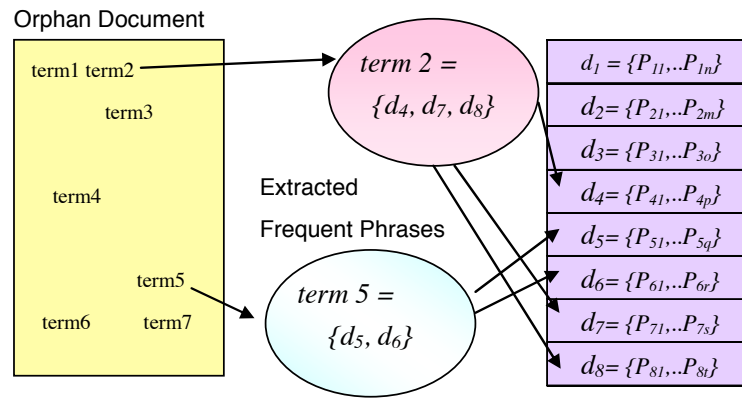 Orphan Document
term1 term2
term3
term4
term5
term6 term7
term 2 =
{d₄, d₇, d₈}
Extracted
Frequent Phrases
term 5 =
{d₅, d₆}
d₁ = {P₁₁,..P₁ₙ}
d₂= {P₂₁,..P₂ₘ}
d₃= {P₃₁,..P₃ₒ}
d₄= {P₄₁,..P₄ₚ}
d₅= {P₅₁,..P₅q}
d₆= {P₆₁,..P₆ᵣ}
d₇= {P₇₁,..P₇ₛ}
d₈= {P₈₁,..P₈ₜ}